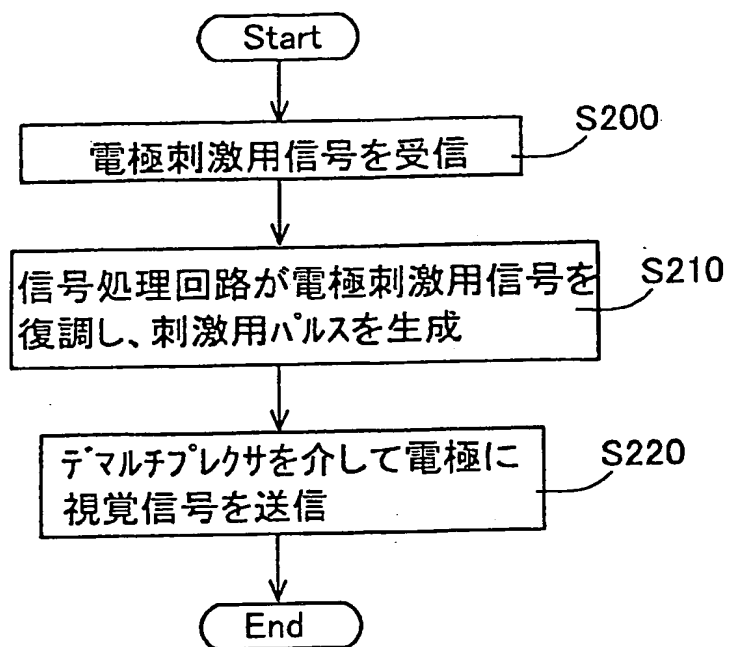 Start
電極刺激用信号を受信
S200
信号処理回路が電極刺激用信号を
復調し、刺激用ﾊﾟﾙｽを生成
S210
ﾃﾞﾏﾙﾁﾌﾟﾚｸｻを介して電極に
視覚信号を送信
S220
End